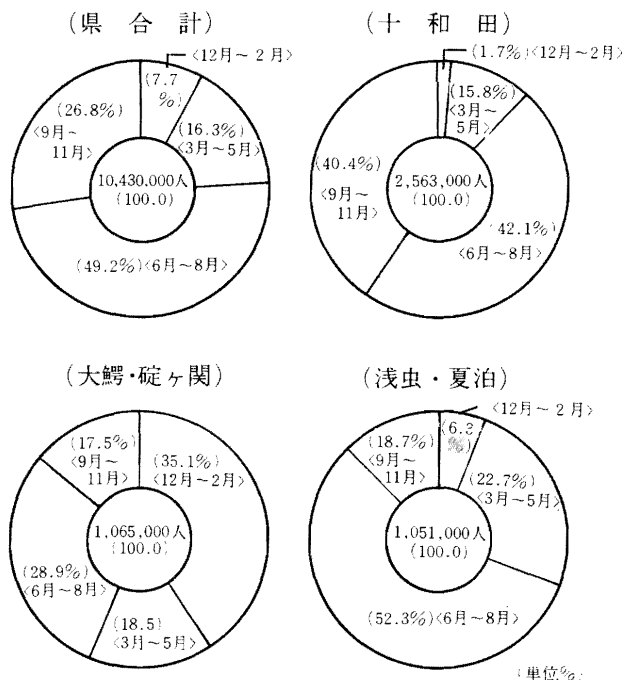 (県合計)
<12月～2月>
(7.7
%)
(26.8%)
<9月～
11月>
(16.3%)
<3月～5月>
10,430,000人
(100.0)
(49.2%)<6月～8月>
(十和田)
(1.7%)<12月～2月>
(15.8%)
<3月～
5月>
(40.4%)
<9月～
11月>
2,563,000人
(100.0)
(42.1%)
<6月～8月>
(大鰐・碇ヶ関)
(17.5%)
<9月～
11月>
(35.1%)
<12月～2月>
1,065,000人
(100.0)
(28.9%)
<6月～8月>
(18.5)
<3月～5月>
(浅虫・夏泊)
<12月～2月>
(6.3
%)
(18.7%)
<9月～
11月>
(22.7%)
<3月～5月>
1,051,000人
(100.0)
(52.3%)<6月～8月>
(単位%)